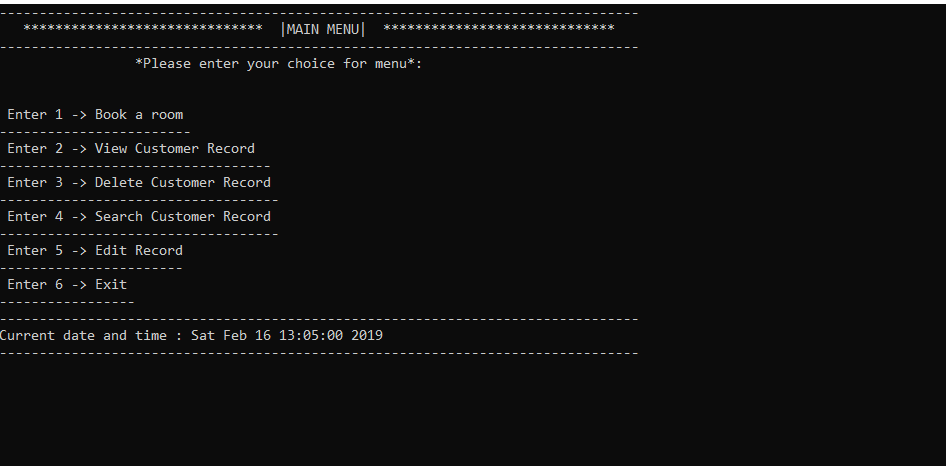 --------------------------------------------------------------------------------
****************************** |MAIN MENU| *****************************
--------------------------------------------------------------------------------
*Please enter your choice for menu*:
Enter 1 -> Book a room
------------------------
Enter 2 -> View Customer Record
----------------------------------
Enter 3 -> Delete Customer Record
-----------------------------------
Enter 4 -> Search Customer Record
-----------------------------------
Enter 5 -> Edit Record
-----------------------
Enter 6 -> Exit
-----------------
--------------------------------------------------------------------------------
Current date and time : Sat Feb 16 13:05:00 2019
--------------------------------------------------------------------------------